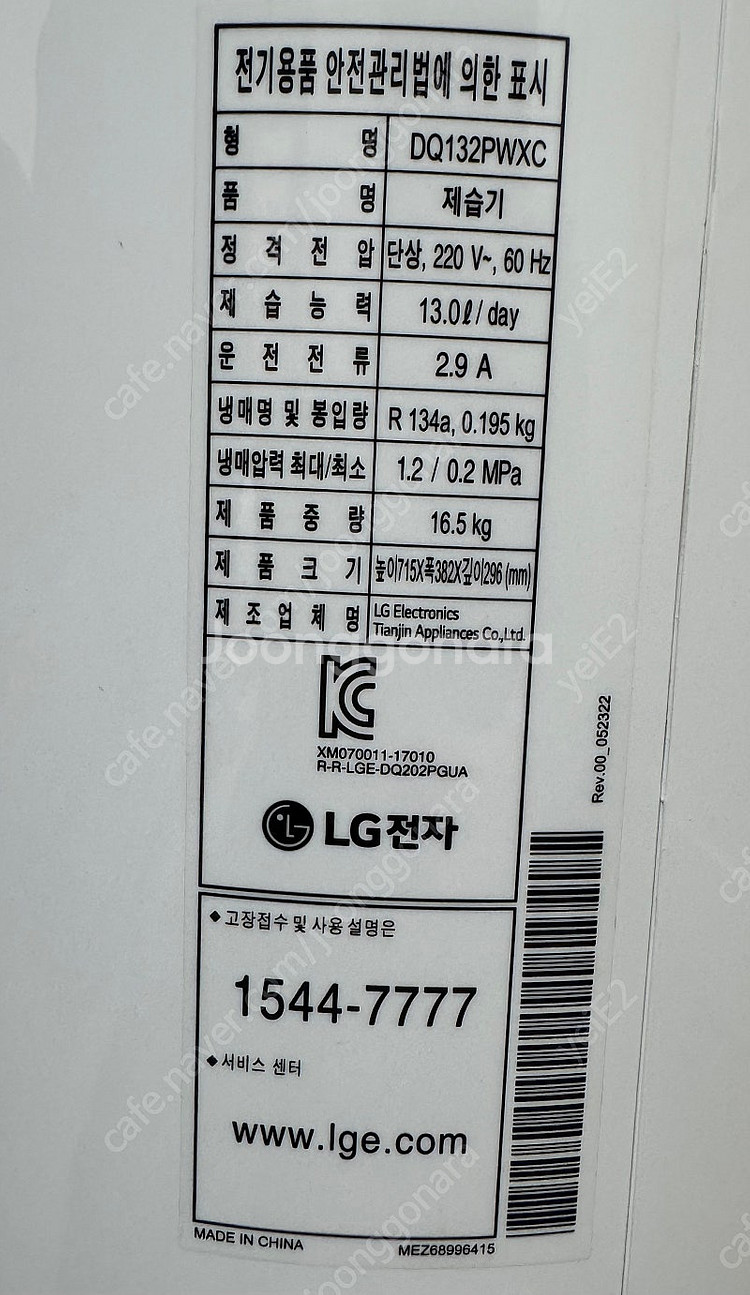 전기용품 안전관리법에 의한 표시
형 명 DQ132PWXC
품 명 제습기
정 격 전 압 단상, 220 V~, 60 Hz
제 습 능 력 13.0ℓ/ day
운 전 전 류 2.9 A
냉매명 및 봉입량 R 134a, 0.195 kg
냉매압력 최대/최소 1.2 / 0.2 MPa
제 품 중 량 16.5 kg
제 품 크 기 높이715X폭382X깊이296 (mm)
제 조 업 체 명 LG Electronics
Tianjin Appliances Co.,Ltd.
Joonggonara
XM070011-17010
R-R-LGE-DQ202PGUA
LG전자
Rev.00_052322
◆ 고장접수 및 사용 설명은
1544-7777
◆ 서비스 센터
www.lge.com
MADE IN CHINA
MEZ68996415
cafe.naver.com/joonggonara
yeiE2